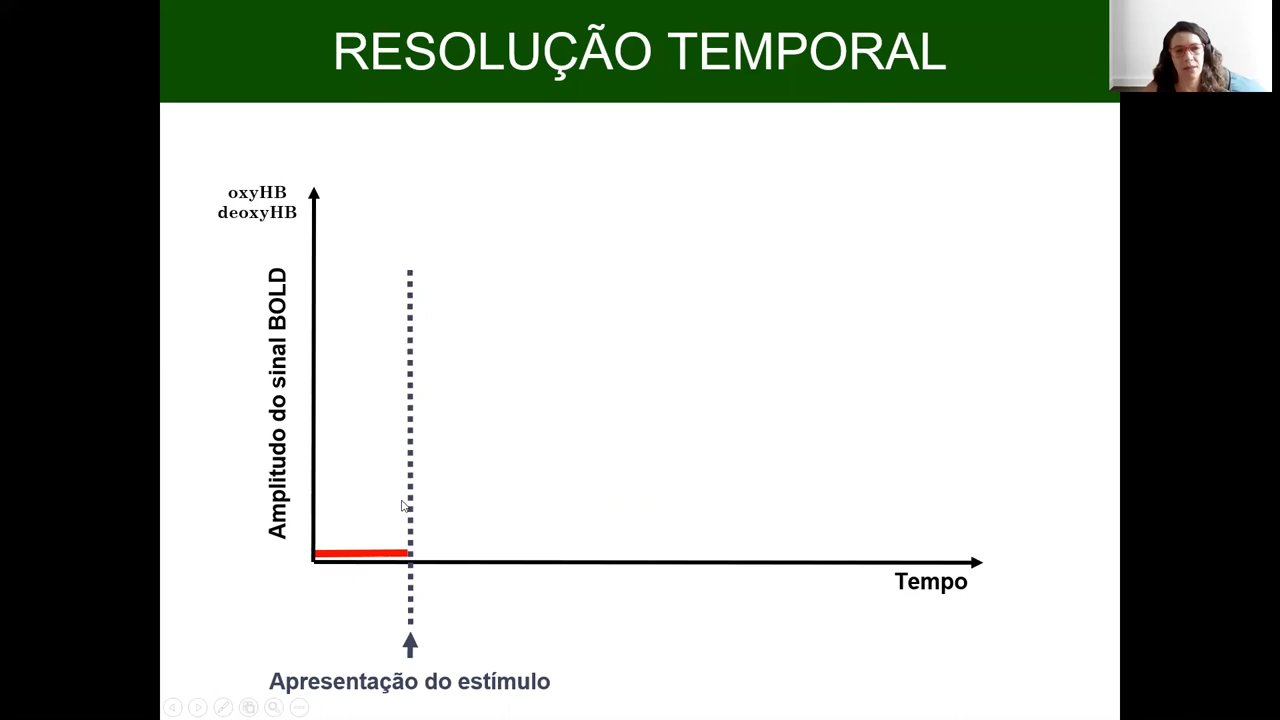 RESOLUÇÃO TEMPORAL
oxyHB
deoxyHB
Amplitudo do sinal BOLD
Tempo
Apresentação do estímulo